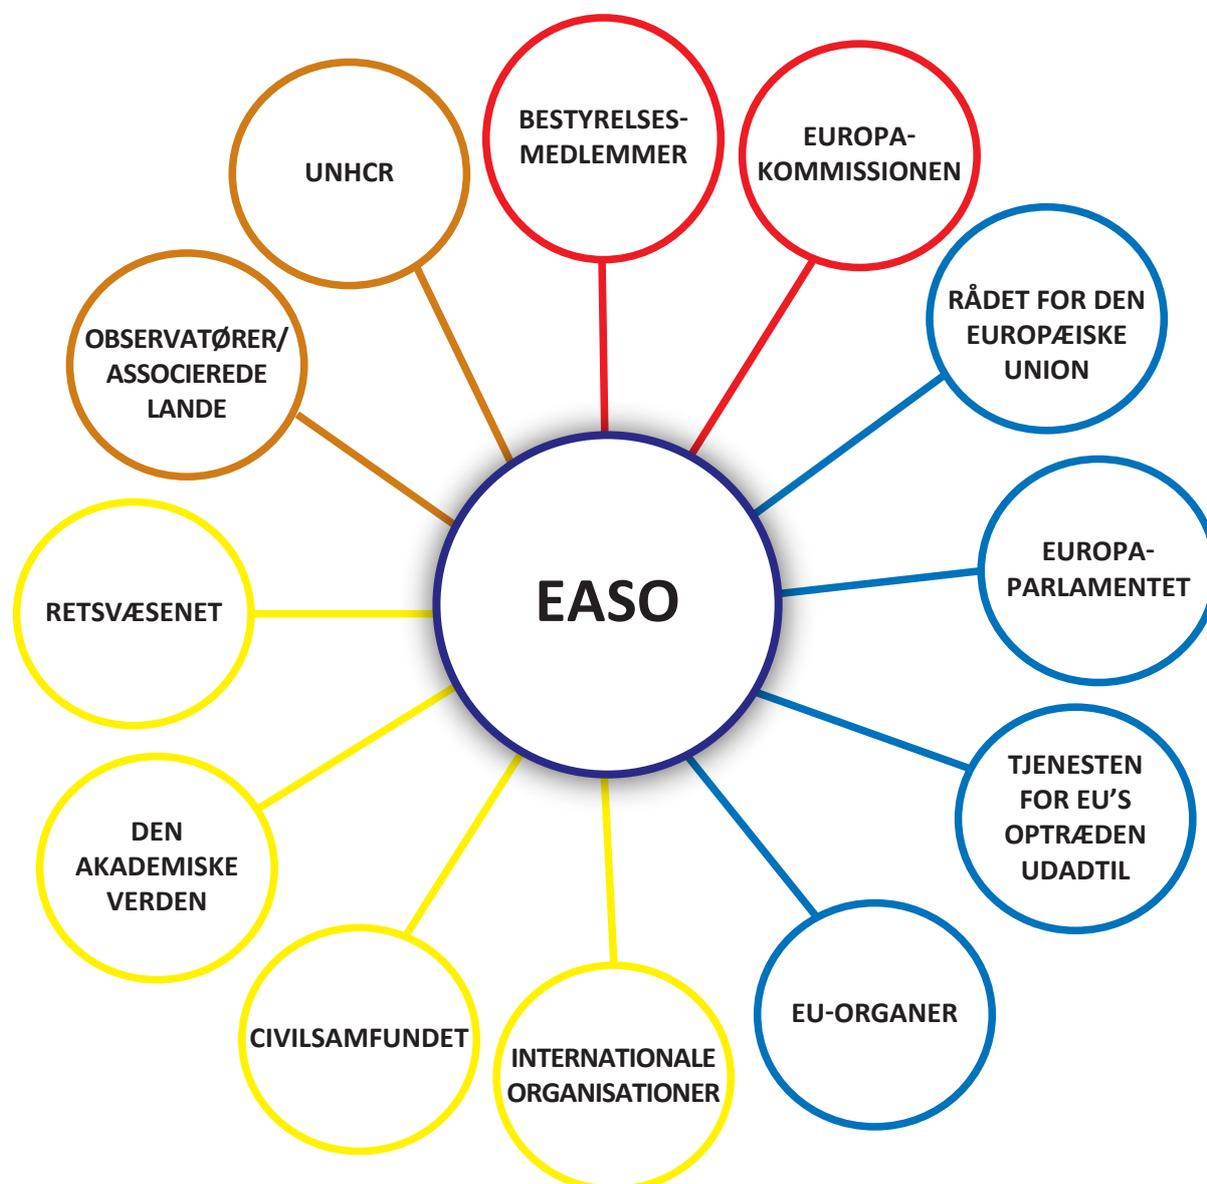 BESTYRELSES-
MEDLEMMER
EUROPA-
KOMMISSIONEN
UNHCR
RÅDET FOR DEN
EUROPÆISKE
UNION
OBSERVATØRER/
ASSOCIEREDE
LANDE
EUROPA-
PARLAMENTET
EASO
RETSVÆSENET
TJENESTEN
FOR EU’S
OPTRÆDEN
UDADTIL
DEN
AKADEMISKE
VERDEN
EU-ORGANER
CIVILSAMFUNDET
INTERNATIONALE
ORGANISATIONER